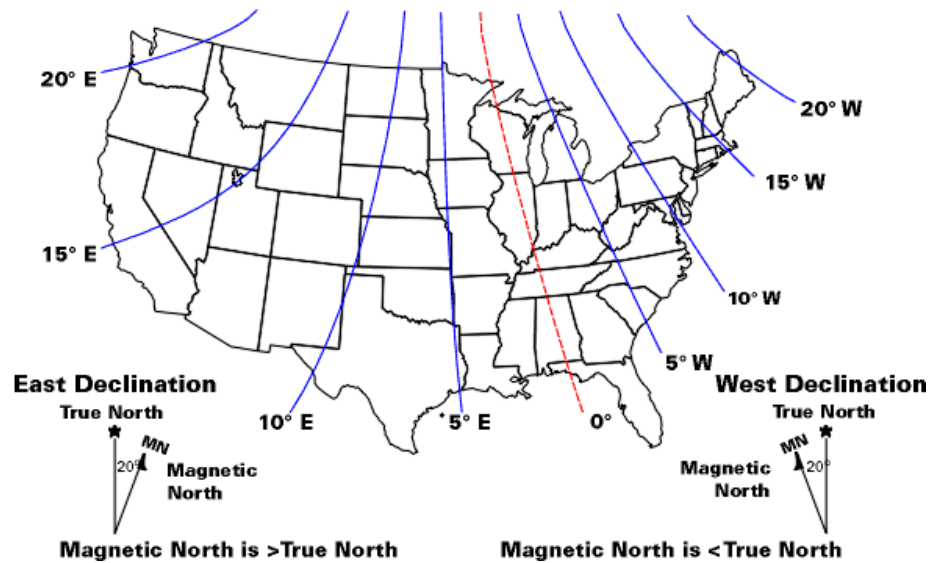 20° E
20° W
15° W
15° E
10° W
5° W
East Declination
West Declination
True North
10° E
5° E
0°
True North
MN
20°
Magnetic
North
MN
20°
Magnetic
North
Magnetic North is >True North
Magnetic North is <True North